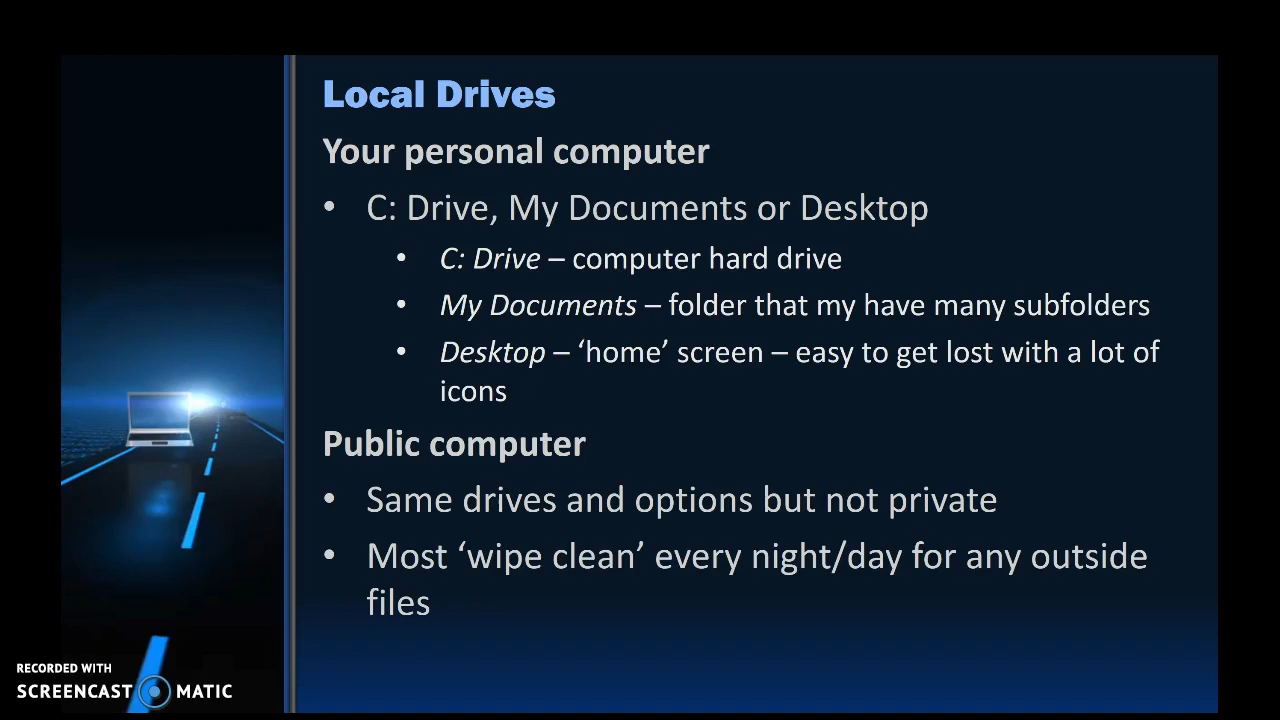 Local Drives
Your personal computer
• C: Drive, My Documents or Desktop
• C: Drive – computer hard drive
• My Documents – folder that my have many subfolders
• Desktop – ‘home’ screen – easy to get lost with a lot of
icons
Public computer
• Same drives and options but not private
• Most ‘wipe clean’ every night/day for any outside
files
RECORDED WITH
SCREENCAST MATIC